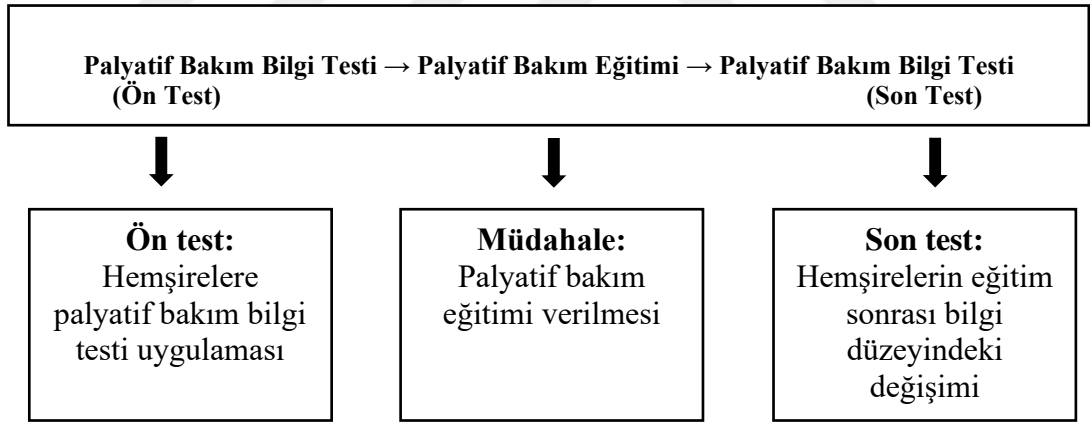 Palyatif Bakım Bilgi Testi → Palyatif Bakım Eğitimi → Palyatif Bakım Bilgi Testi
(Ön Test) (Son Test)
Ön test:
Hemşirelere
palyatif bakım bilgi
testi uygulaması
Müdahale:
Palyatif bakım
eğitimi verilmesi
Son test:
Hemşirelerin eğitim
sonrası bilgi
düzeyindeki
değişimi